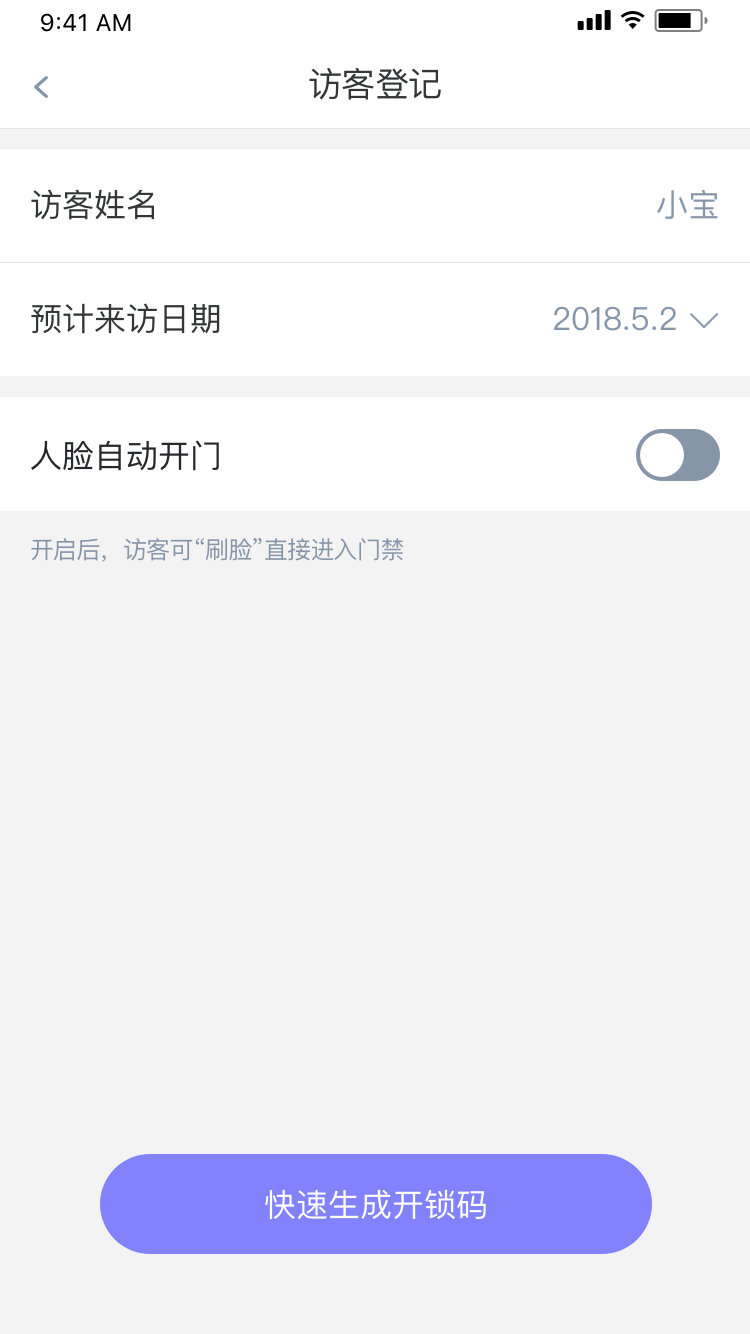 9:41 AM
访客登记
访客姓名 小宝
预计来访日期 2018.5.2
人脸自动开门
开启后，访客可“刷脸”直接进入门禁
快速生成开锁码